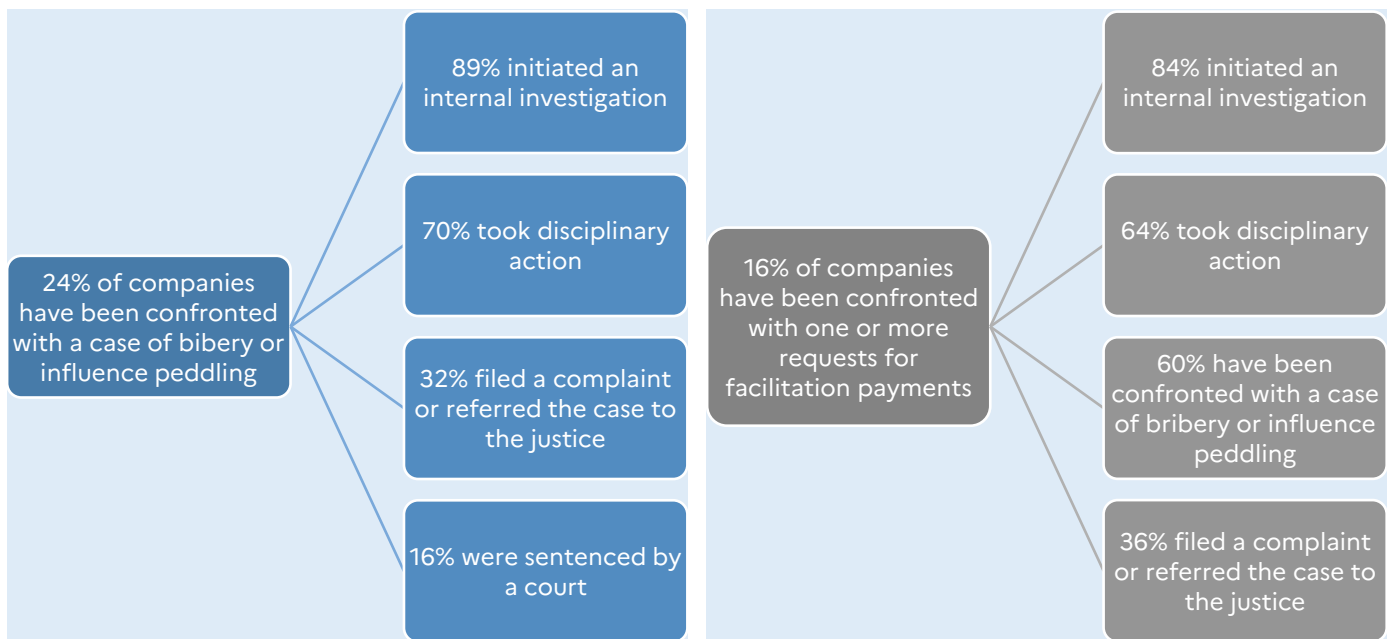 24% of companies
have been confronted
with a case of bibery or
influence peddling
89% initiated an
internal investigation
70% took disciplinary
action
32% filed a complaint
or referred the case to
the justice
16% were sentenced by
a court
16% of companies
have been confronted
with one or more
requests for
facilitation payments
84% initiated an
internal investigation
64% took disciplinary
action
60% have been
confronted with a case
of bribery or influence
peddling
36% filed a complaint
or referred the case to
the justice